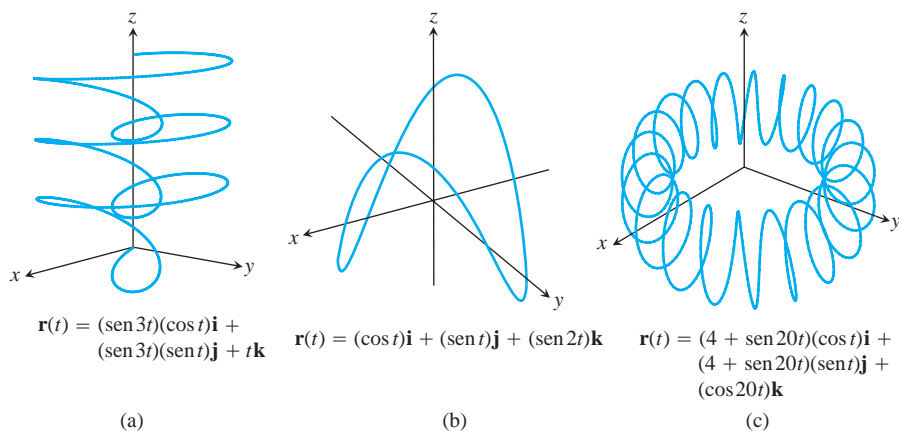 z
x
y
r(t) = (sen 3t)(cos t)i +
(sen 3t)(sen t)j + tk
(a)
z
x
y
r(t) = (cos t)i + (sen t)j + (sen 2t)k
(b)
z
x
y
r(t) = (4 + sen 20t)(cos t)i +
(4 + sen 20t)(sen t)j +
(cos 20t)k
(c)